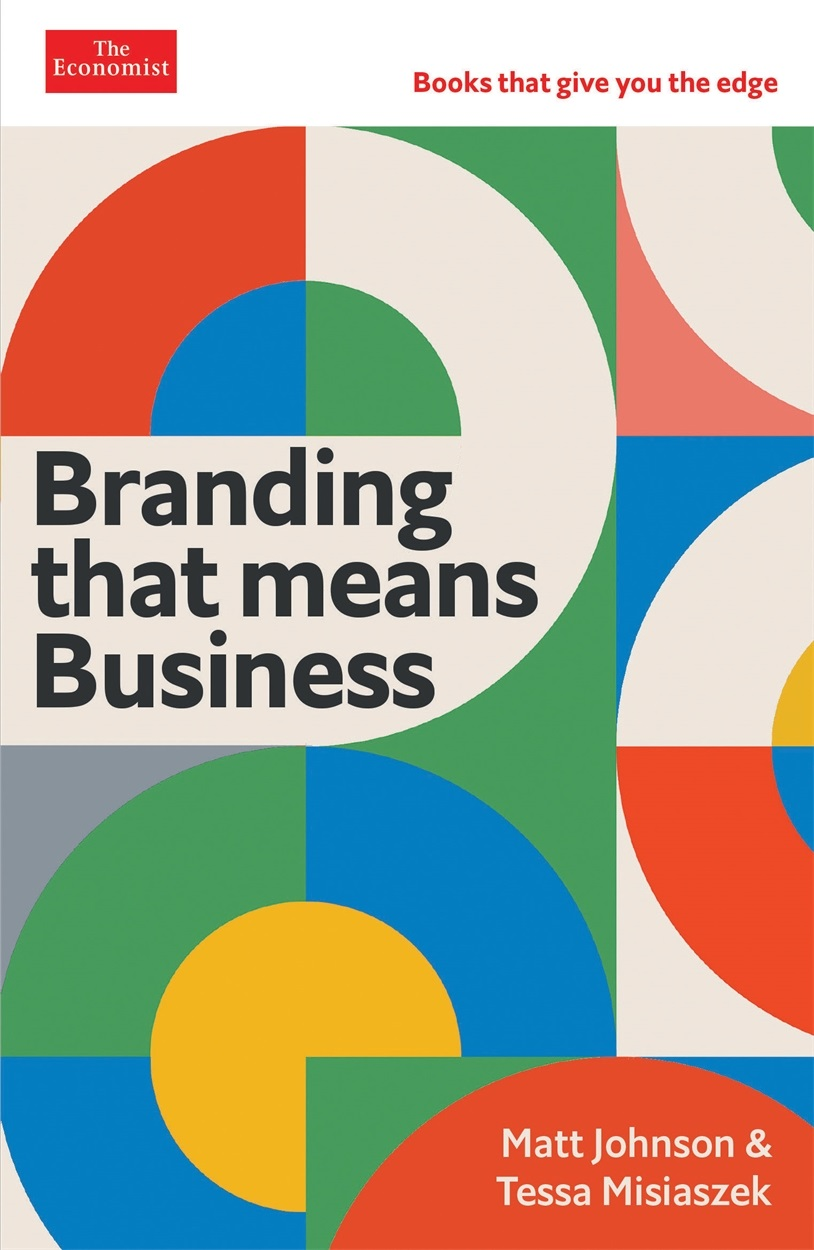 The
Economist
Books that give you the edge
Branding
that means
Business
Matt Johnson &
Tessa Misiaszek